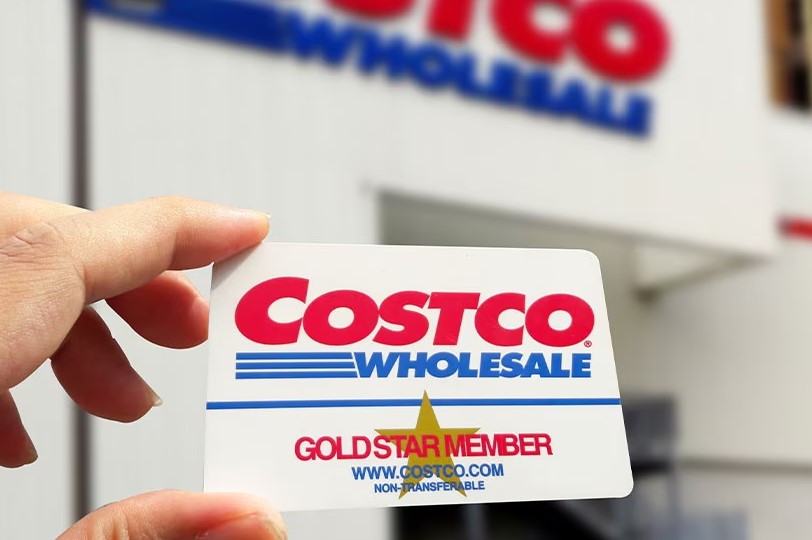 COSTCO
WHOLESALE
COSTCO®
WHOLESALE
GOLD STAR MEMBER
WWW.COSTCO.COM
NON-TRANSFERABLE